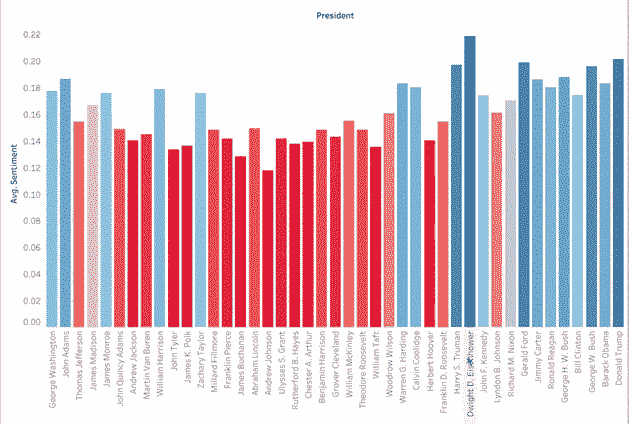 President
Avg. Sentiment
0.22
0.20
0.18
0.16
0.14
0.12
0.10
0.08
0.06
0.04
0.02
0.00
George Washington
John Adams
Thomas Jefferson
James Madison
James Monroe
John Quincy Adams
Andrew Jackson
Martin Van Buren
William Harrison
John Tyler
James K. Polk
Zachary Taylor
Millard Fillmore
Franklin Pierce
James Buchanan
Abraham Lincoln
Andrew Johnson
Ulysses S. Grant
Rutherford B. Hayes
Chester A. Arthur
Benjamin Harrison
Grover Cleveland
William McKinley
Theodore Roosevelt
William Taft
Woodrow Wilson
Warren G. Harding
Calvin Coolidge
Herbert Hoover
Franklin D. Roosevelt
Harry S. Truman
Dwight D. Eisenhower
John F. Kennedy
Lyndon B. Johnson
Richard M. Nixon
Gerald Ford
Jimmy Carter
Ronald Reagan
George H. W. Bush
Bill Clinton
George W. Bush
Barack Obama
Donald Trump